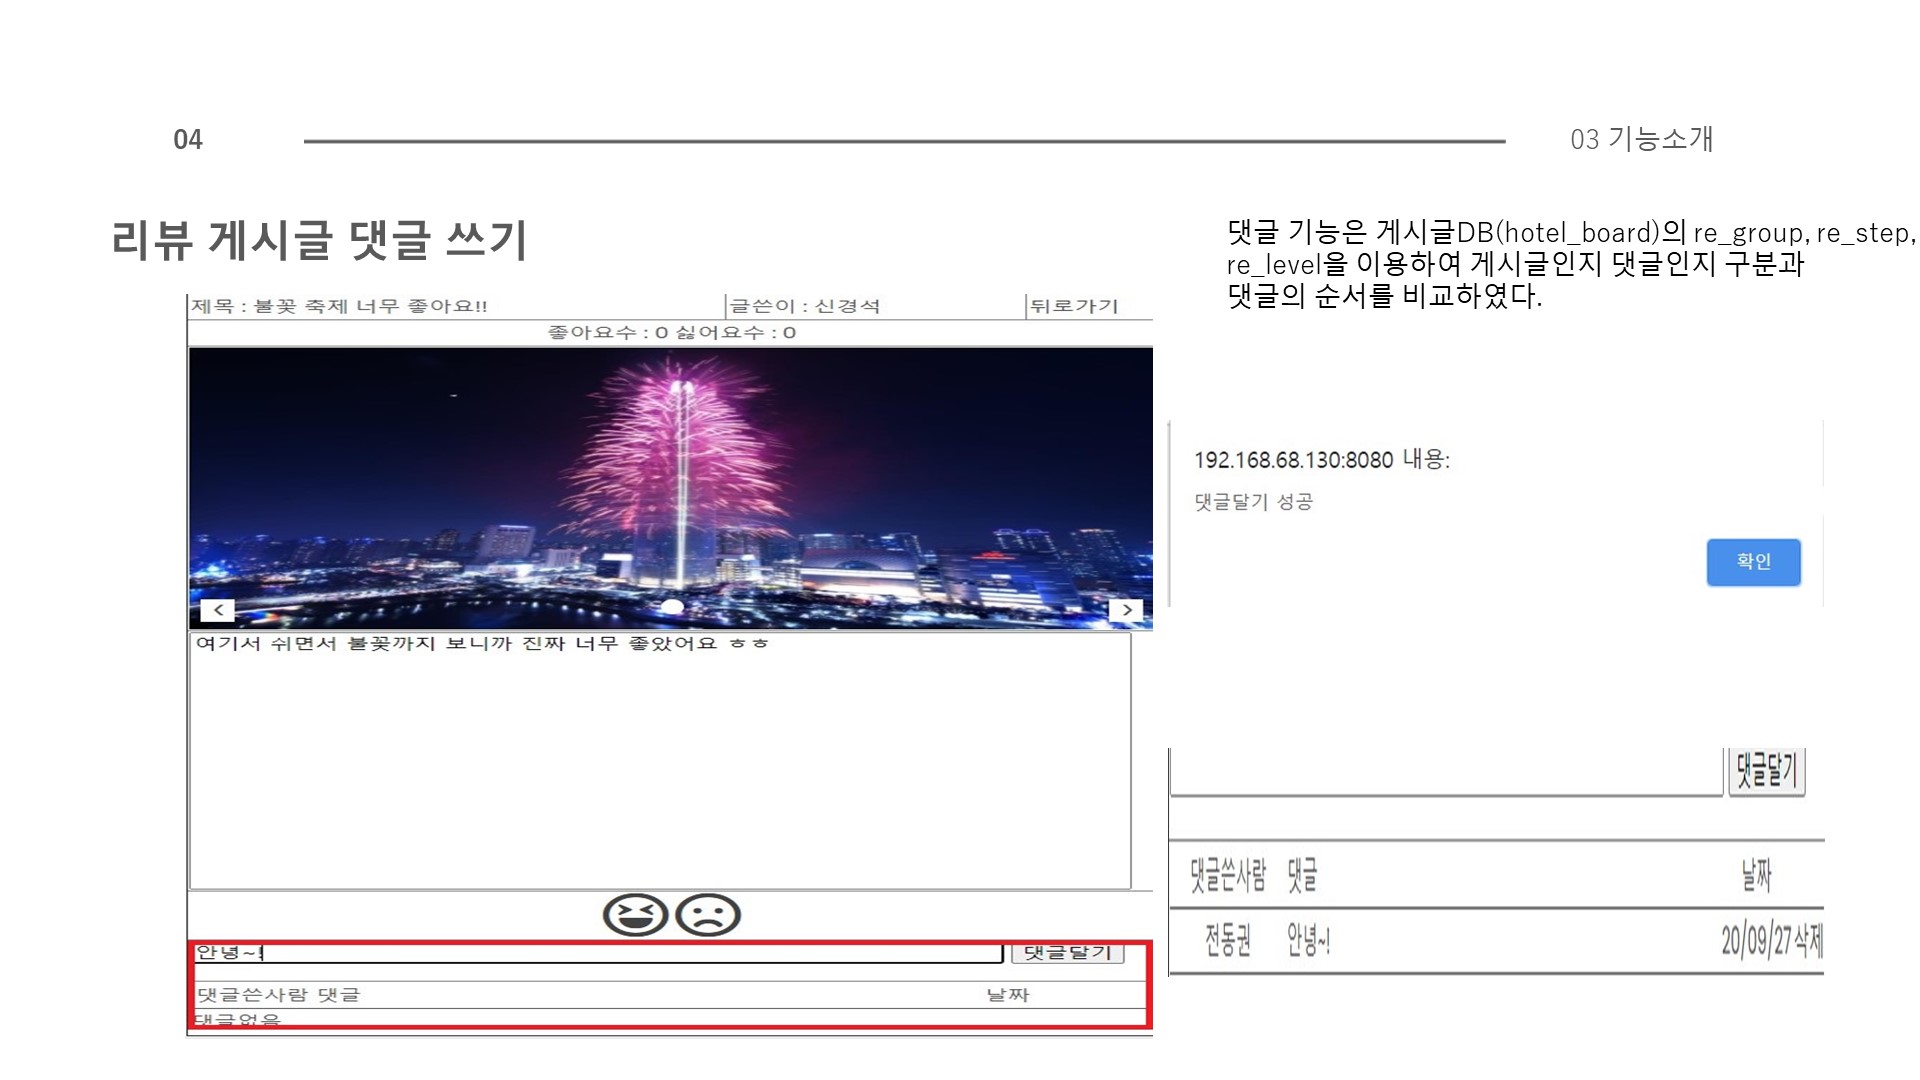 04
03 기능소개
리뷰 게시글 댓글 쓰기
댓글 기능은 게시글DB(hotel_board)의 re_group, re_step,
re_level을 이용하여 게시글인지 댓글인지 구분과
댓글의 순서를 비교하였다.
제목 : 불꽃 축제 너무 좋아요!!
글쓴이 : 신경석
뒤로가기
좋아요수 : 0 싫어요수 : 0
<
>
여기서 쉬면서 불꽃까지 보니까 진짜 너무 좋았어요 ㅎㅎ
안녕~!
댓글달기
댓글쓴사람 댓글 날짜
댓글없음
192.168.68.130:8080 내용:
댓글달기 성공
확인
댓글달기
댓글쓴사람 댓글 날짜
전동권 안녕~! 20/09/27 삭제